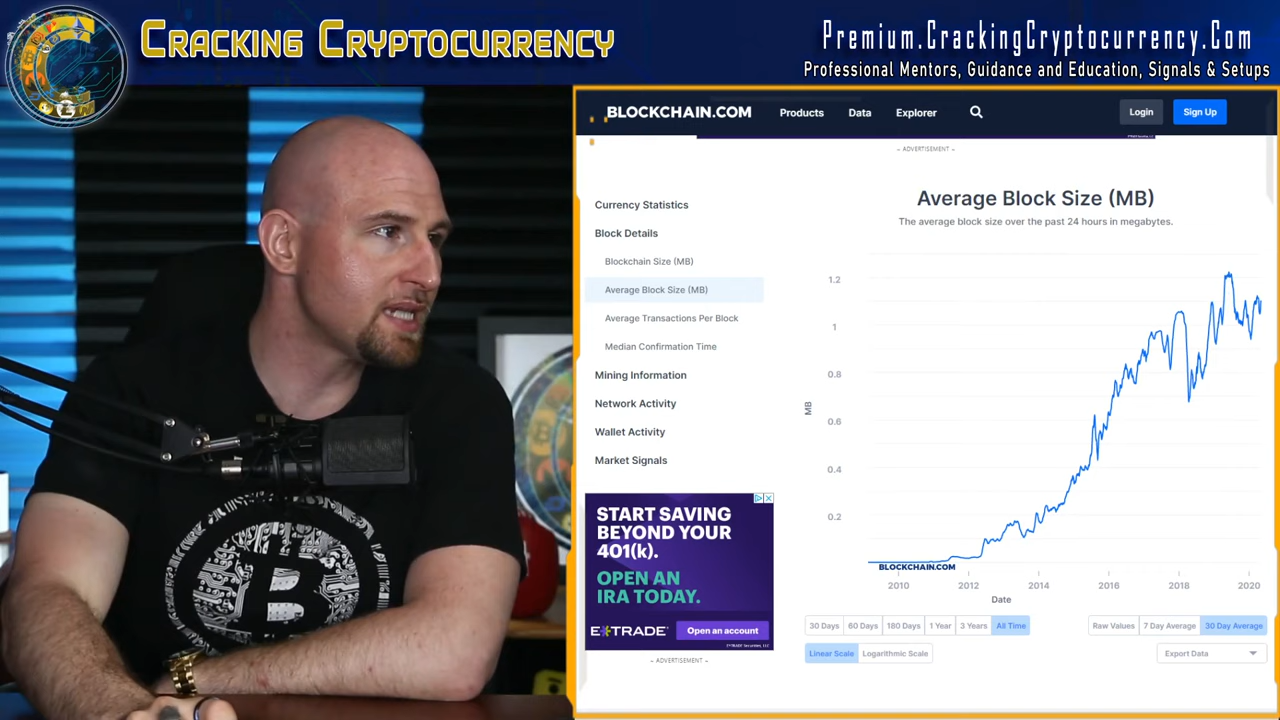 CRACKING CRYPTOCURRENCY
Premium.CrackingCryptocurrency.Com
Professional Mentors, Guidance and Education, Signals & Setups
BLOCKCHAIN.COM
Products
Data
Explorer
Login
Sign Up
- ADVERTISEMENT -
Currency Statistics
Block Details
Blockchain Size (MB)
Average Block Size (MB)
Average Transactions Per Block
Median Confirmation Time
Mining Information
Network Activity
Wallet Activity
Market Signals
START SAVING
BEYOND YOUR
401(k).
OPEN AN
IRA TODAY.
E*TRADE
Open an account
E*TRADE Securities, LLC
- ADVERTISEMENT -
Average Block Size (MB)
The average block size over the past 24 hours in megabytes.
1.2
1
0.8
0.6
0.4
0.2
MB
BLOCKCHAIN.COM
2010
2012
2014
2016
2018
2020
Date
30 Days
60 Days
180 Days
1 Year
3 Years
All Time
Raw Values
7 Day Average
30 Day Average
Linear Scale
Logarithmic Scale
Export Data